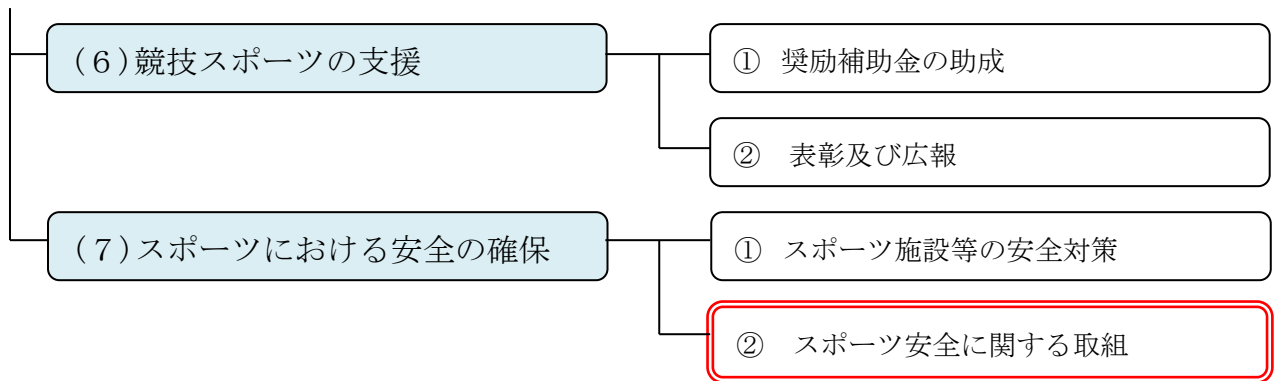 (６)競技スポーツの支援
① 奨励補助金の助成
② 表彰及び広報
(７)スポーツにおける安全の確保
① スポーツ施設等の安全対策
② スポーツ安全に関する取組